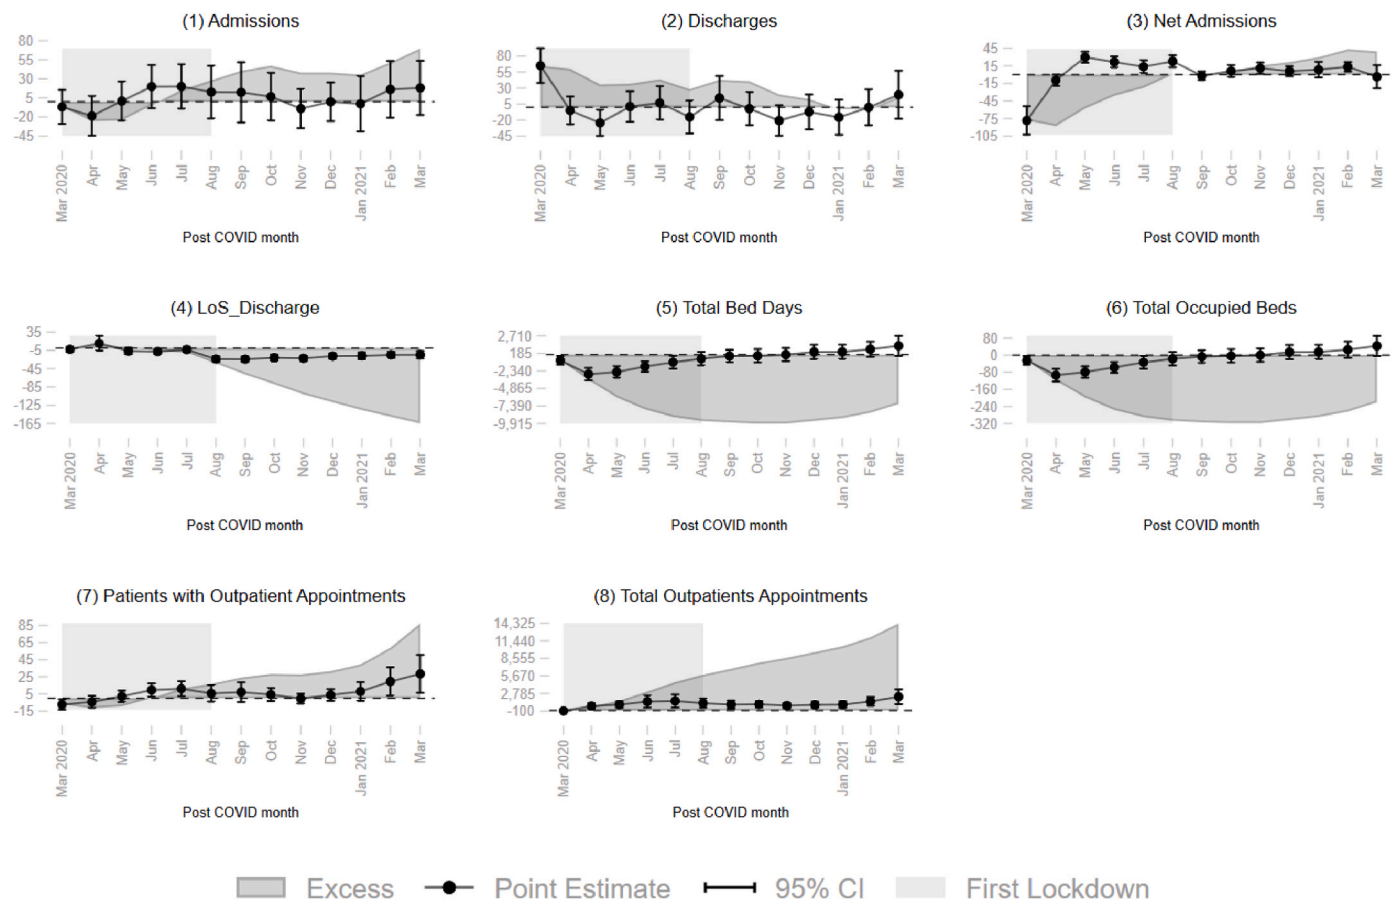 (1) Admissions
80
55
30
5
-20
-45
Mar 2020
Apr
May
Jun
Jul
Aug
Sep
Oct
Nov
Dec
Jan 2021
Feb
Mar
Post COVID month
(2) Discharges
80
55
30
5
-20
-45
Mar 2020
Apr
May
Jun
Jul
Aug
Sep
Oct
Nov
Dec
Jan 2021
Feb
Mar
Post COVID month
(3) Net Admissions
45
15
-15
-45
-75
-105
Mar 2020
Apr
May
Jun
Jul
Aug
Sep
Oct
Nov
Dec
Jan 2021
Feb
Mar
Post COVID month
(4) LoS_Discharge
35
-5
-45
-85
-125
-165
Mar 2020
Apr
May
Jun
Jul
Aug
Sep
Oct
Nov
Dec
Jan 2021
Feb
Mar
Post COVID month
(5) Total Bed Days
2,710
185
-2,340
-4,865
-7,390
-9,915
Mar 2020
Apr
May
Jun
Jul
Aug
Sep
Oct
Nov
Dec
Jan 2021
Feb
Mar
Post COVID month
(6) Total Occupied Beds
80
0
-80
-160
-240
-320
Mar 2020
Apr
May
Jun
Jul
Aug
Sep
Oct
Nov
Dec
Jan 2021
Feb
Mar
Post COVID month
(7) Patients with Outpatient Appointments
85
65
45
25
5
-15
Mar 2020
Apr
May
Jun
Jul
Aug
Sep
Oct
Nov
Dec
Jan 2021
Feb
Mar
Post COVID month
(8) Total Outpatients Appointments
14,325
11,440
8,555
5,670
2,785
-100
Mar 2020
Apr
May
Jun
Jul
Aug
Sep
Oct
Nov
Dec
Jan 2021
Feb
Mar
Post COVID month
Excess Point Estimate 95% CI First Lockdown